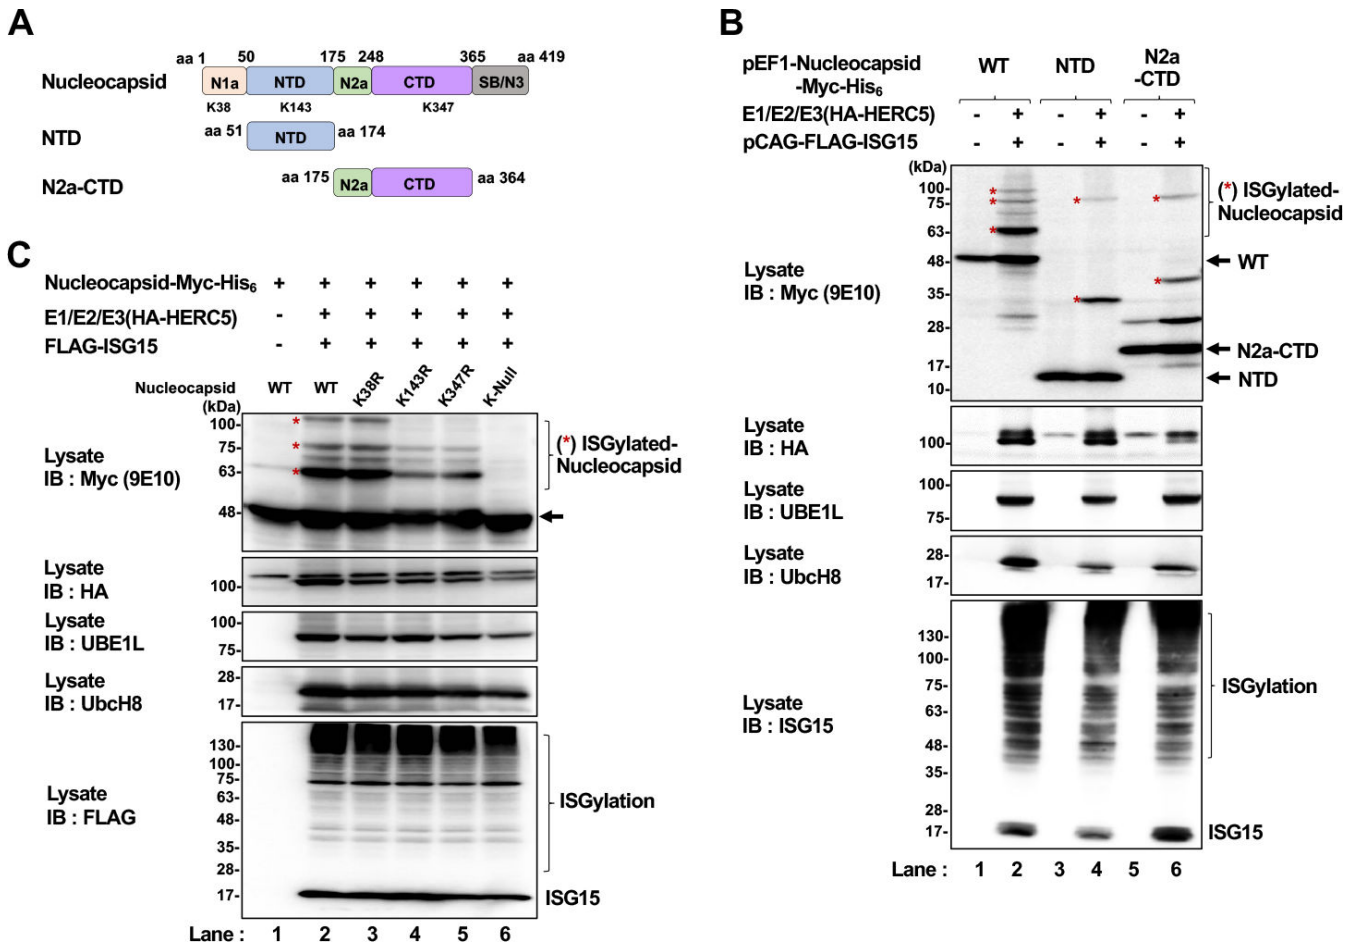 A
aa 1 50 175 248 365 aa 419
Nucleocapsid N1a NTD N2a CTD SB/N3
K38 K143 K347
NTD aa 51 NTD aa 174
N2a-CTD aa 175 N2a CTD aa 364
B
pEF1-Nucleocapsid
-Myc-His6
WT NTD N2a
-CTD
E1/E2/E3(HA-HERC5) - + - + - +
pCAG-FLAG-ISG15 - + - + - +
(kDa)
100-
75-
63-
48-
35-
28-
17-
10-
Lysate
IB : Myc (9E10)
* * * * * * *
(*) ISGylated-
Nucleocapsid
WT
N2a-CTD
NTD
Lysate
IB : HA
100-
Lysate
IB : UBE1L
100-
75-
Lysate
IB : UbcH8
28-
17-
Lysate
IB : ISG15
130-
100-
75-
63-
48-
35-
28-
17-
ISGylation
ISG15
Lane : 1 2 3 4 5 6
C
Nucleocapsid-Myc-His6 + + + + + +
E1/E2/E3(HA-HERC5) - + + + + +
FLAG-ISG15 - + + + + +
Nucleocapsid WT WT K38R K143R K347R K-Null
(kDa)
100-
75-
63-
48-
Lysate
IB : Myc (9E10)
* * *
(*) ISGylated-
Nucleocapsid
Lysate
IB : HA
100-
Lysate
IB : UBE1L
100-
75-
Lysate
IB : UbcH8
28-
17-
Lysate
IB : FLAG
130-
100-
75-
63-
48-
35-
28-
17-
ISGylation
ISG15
Lane : 1 2 3 4 5 6